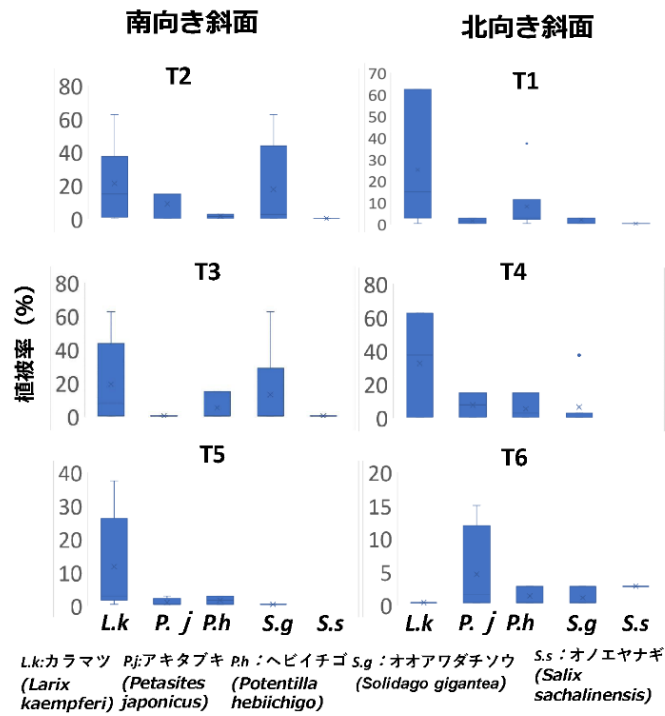 南向き斜面
北向き斜面
T2
T1
80
60
40
20
0
70
60
50
40
30
20
10
0
植被率（%）
T3
T4
80
60
40
20
0
80
60
40
20
0
T5
T6
40
30
20
10
0
20
15
10
5
0
L.k P. j P.h S.g S.s
L.k P. j P.h S.g S.s
L.k:カラマツ
(Larix
kaempferi)
P.j:アキタブキ
(Petasites
japonicus)
P.h：ヘビイチゴ
(Potentilla
hebiichigo)
S.g：オオアワダチソウ
(Solidago gigantea)
S.s：オノエヤナギ
(Salix
sachalinensis)